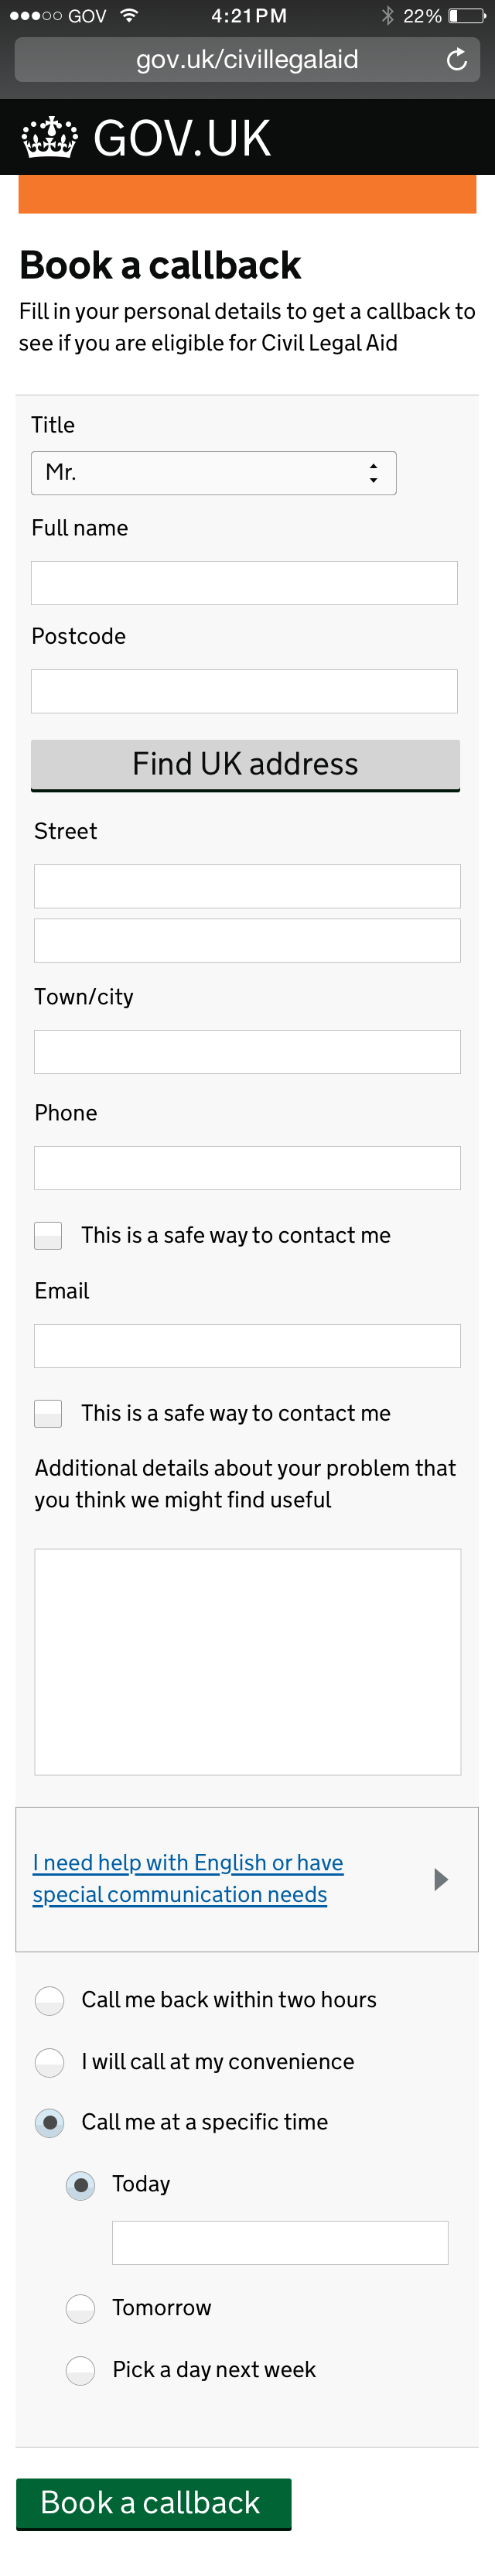 GOV 4:21PM 22%
gov.uk/civillegalaid
GOV.UK
Book a callback
Fill in your personal details to get a callback to
see if you are eligible for Civil Legal Aid
Title
Mr.
Full name
Postcode
Find UK address
Street
Town/city
Phone
This is a safe way to contact me
Email
This is a safe way to contact me
Additional details about your problem that
you think we might find useful
I need help with English or have
special communication needs
Call me back within two hours
I will call at my convenience
Call me at a specific time
Today
Tomorrow
Pick a day next week
Book a callback